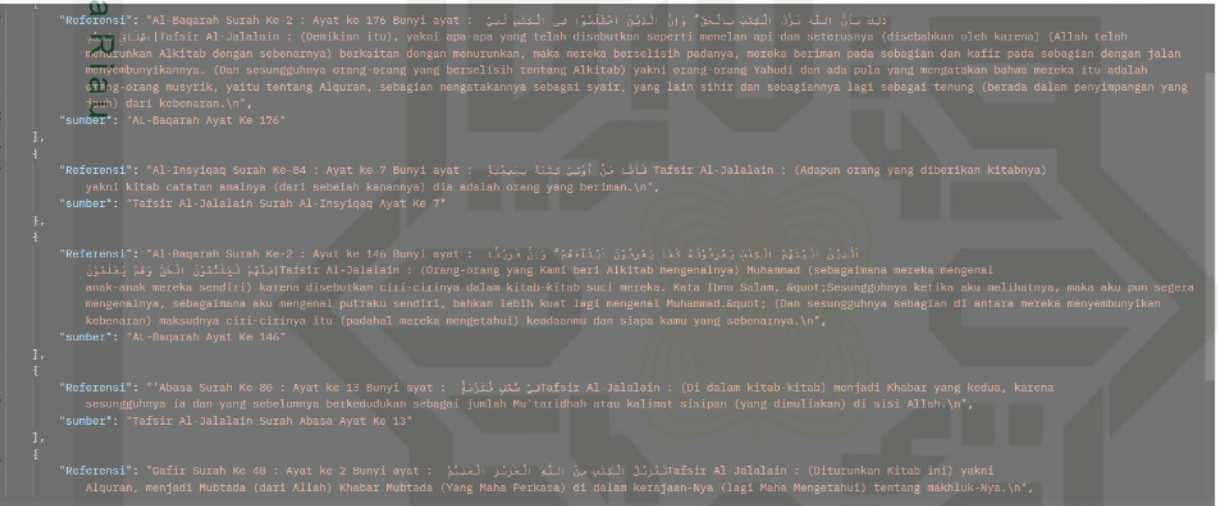 {
"Referensi": "Al-Baqarah Surah Ke-2 : Ayat ke 176 Bunyi ayat : ذٰلِكَ بِاَنَّ اللّٰهَ نَزَّلَ الْكِتٰبَ بِالْحَقِّۗ وَاِنَّ الَّذِيْنَ اخْتَلَفُوْا فِى الْكِتٰبِ لَفِيْ
Tafsir Al-Jalalain : (Demikian itu), yakni apa-apa yang telah disebutkan seperti menelan api dan seterusnya (disebabkan oleh karena) (Allah telah
menurunkan Alkitab dengan sebenarnya) berkaitan dengan menurunkan, maka mereka berselisih padanya, mereka beriman pada sebagian dan kafir pada sebagian dengan jalan
menyembunyikannya. (Dan sesungguhnya orang-orang yang berselisih tentang Alkitab) yakni orang-orang Yahudi dan ada pula yang mengatakan bahwa mereka itu adalah
orang-orang musyrik, yaitu tentang Alquran, sebagian mengatakannya sebagai syair, yang lain sihir dan sebagiannya lagi sebagai tenung (berada dalam penyimpangan yang
jauh) dari kebenaran.\n",
"sumber": "AL-Baqarah Ayat Ke 176"
},
{
"Referensi": "Al-Insyiqaq Surah Ke-84 : Ayat ke 7 Bunyi ayat : فَاَمَّا مَنْ اُوْتِيَ كِتٰبَهٗ بِيَمِيْنِهٖ Tafsir Al-Jalalain : (Adapun orang yang diberikan kitabnya)
yakni kitab catatan amalnya (dari sebelah kanannya) dia adalah orang yang beriman.\n",
"sumber": "Tafsir Al-Jalalain Surah Al-Insyiqaq Ayat Ke 7"
},
{
"Referensi": "Al-Baqarah Surah Ke-2 : Ayat ke 146 Bunyi ayat : اَلَّذِيْنَ اٰتَيْنٰهُمُ الْكِتٰبَ يَعْرِفُوْنَهٗ كَمَا يَعْرِفُوْنَ اَبْنَاۤءَهُمْۗ وَاِنَّ فَرِيْقًا
مِّنْهُمْ لَيَكْتُمُوْنَ الْحَقَّ وَهُمْ يَعْلَمُوْنَ Tafsir Al-Jalalain : (Orang-orang yang Kami beri Alkitab mengenalnya) Muhammad (sebagaimana mereka mengenal
anak-anak mereka sendiri) karena disebutkan ciri-cirinya dalam kitab-kitab suci mereka. Kata Ibnu Salam, &quot;Sesungguhnya ketika aku melihatnya, maka aku pun segera
mengenalnya, sebagaimana aku mengenal putraku sendiri, bahkan lebih kuat lagi mengenal Muhammad.&quot; (Dan sesungguhnya sebagian di antara mereka menyembunyikan
kebenaran) maksudnya ciri-cirinya itu (padahal mereka mengetahui) keadaanmu dan siapa kamu yang sebenarnya.\n",
"sumber": "AL-Baqarah Ayat Ke 146"
},
{
"Referensi": "'Abasa Surah Ke-80 : Ayat ke 13 Bunyi ayat : فِيْ صُحُفٍ مُّكَرَّمَةٍ Tafsir Al-Jalalain : (Di dalam kitab-kitab) menjadi Khabar yang kedua, karena
sesungguhnya ia dan yang sebelumnya berkedudukan sebagai jumlah Mu'taridhah atau kalimat sisipan (yang dimuliakan) di sisi Allah.\n",
"sumber": "Tafsir Al-Jalalain Surah Abasa Ayat Ke 13"
},
{
"Referensi": "Gafir Surah Ke-40 : Ayat ke 2 Bunyi ayat : تَنْزِيْلُ الْكِتٰبِ مِنَ اللّٰهِ الْعَزِيْزِ الْعَلِيْمِ Tafsir Al-Jalalain : (Diturunkan Kitab ini) yakni
Alquran, menjadi Mubtada (dari Allah) Khabar Mubtada (Yang Maha Perkasa) di dalam kerajaan-Nya (lagi Maha Mengetahui) tentang makhluk-Nya.\n",
a Riau